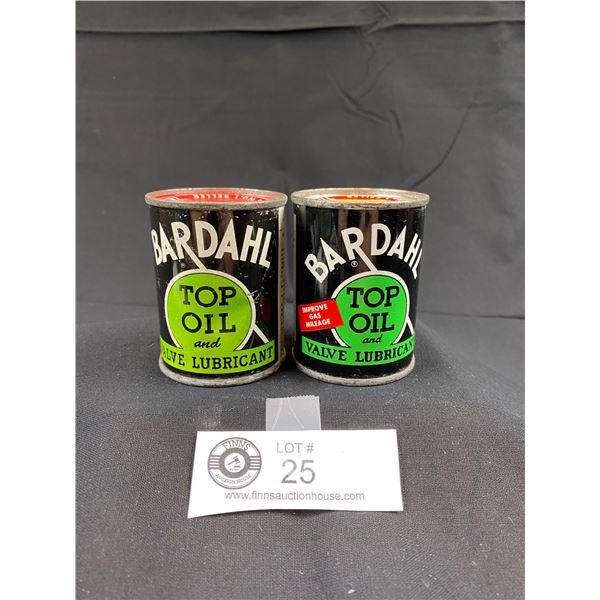 BARDAHL
TOP
OIL
and
ALVE LUBRICANT
BARDAHL®
IMPROVE
GAS
MILEAGE
TOP
OIL
and
VALVE LUBRICAN
FINNS
AUCTION HOUSE
LOT #
25
www.finnsauctionhouse.com